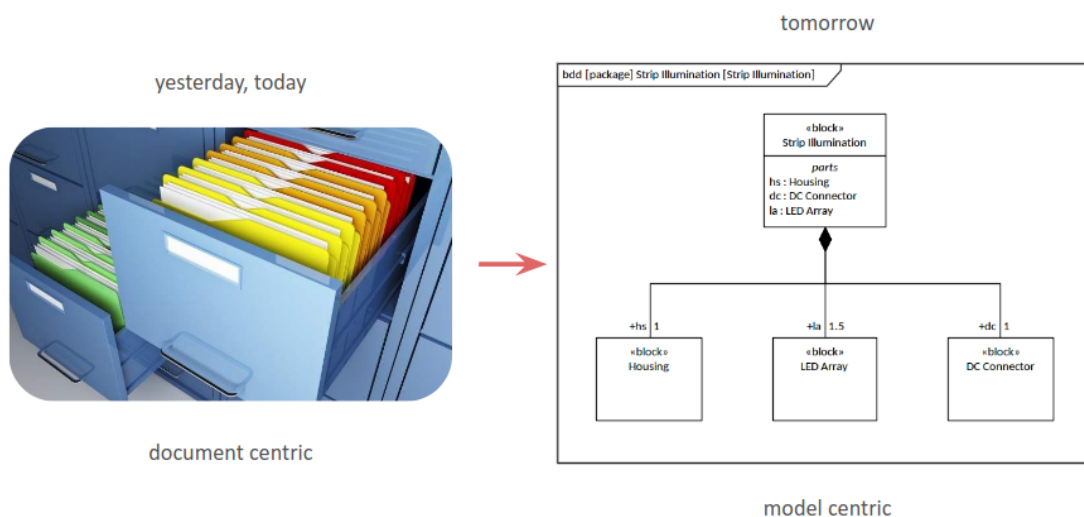 yesterday, today
document centric
tomorrow
bdd [package] Strip Illumination [Strip Illumination]
«block»
Strip Illumination
parts
hs : Housing
dc : DC Connector
la : LED Array
+hs 1
+la 1.5
+dc 1
«block»
Housing
«block»
LED Array
«block»
DC Connector
model centric